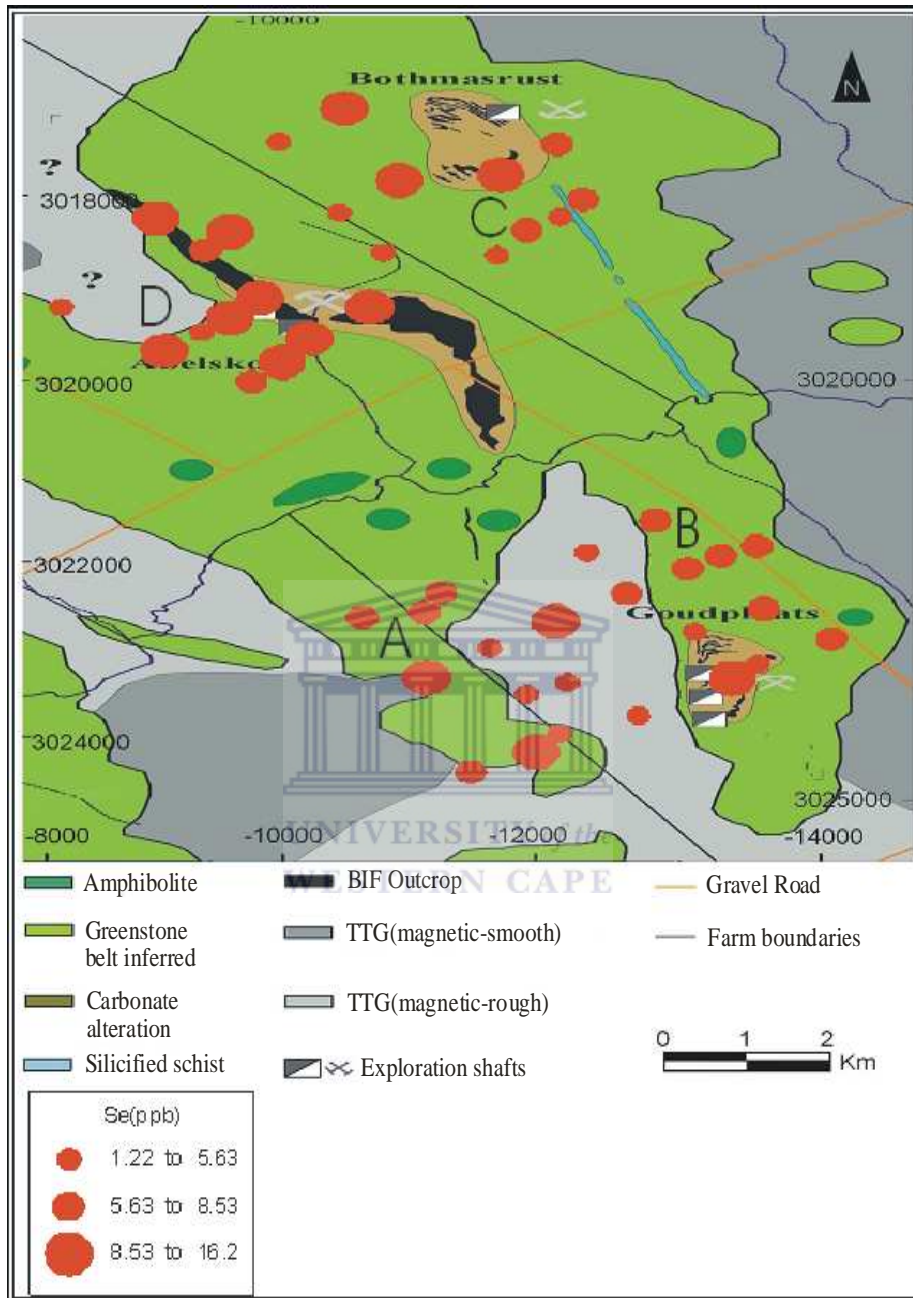 -10000
Bothmasrust
N
?
3018000
C
?
D
3020000
3020000
B
3022000
Goudplaats
A
3024000
3025000
-8000
-10000
-12000
-14000
UNIVERSITY of the
WESTERN CAPE
Amphibolite
BIF Outcrop
Gravel Road
Greenstone
belt inferred
TTG(magnetic-smooth)
Farm boundaries
Carbonate
alteration
TTG(magnetic-rough)
Silicified schist
Exploration shafts
0 1 2
Km
Se(ppb)
1.22 to 5.63
5.63 to 8.53
8.53 to 16.2